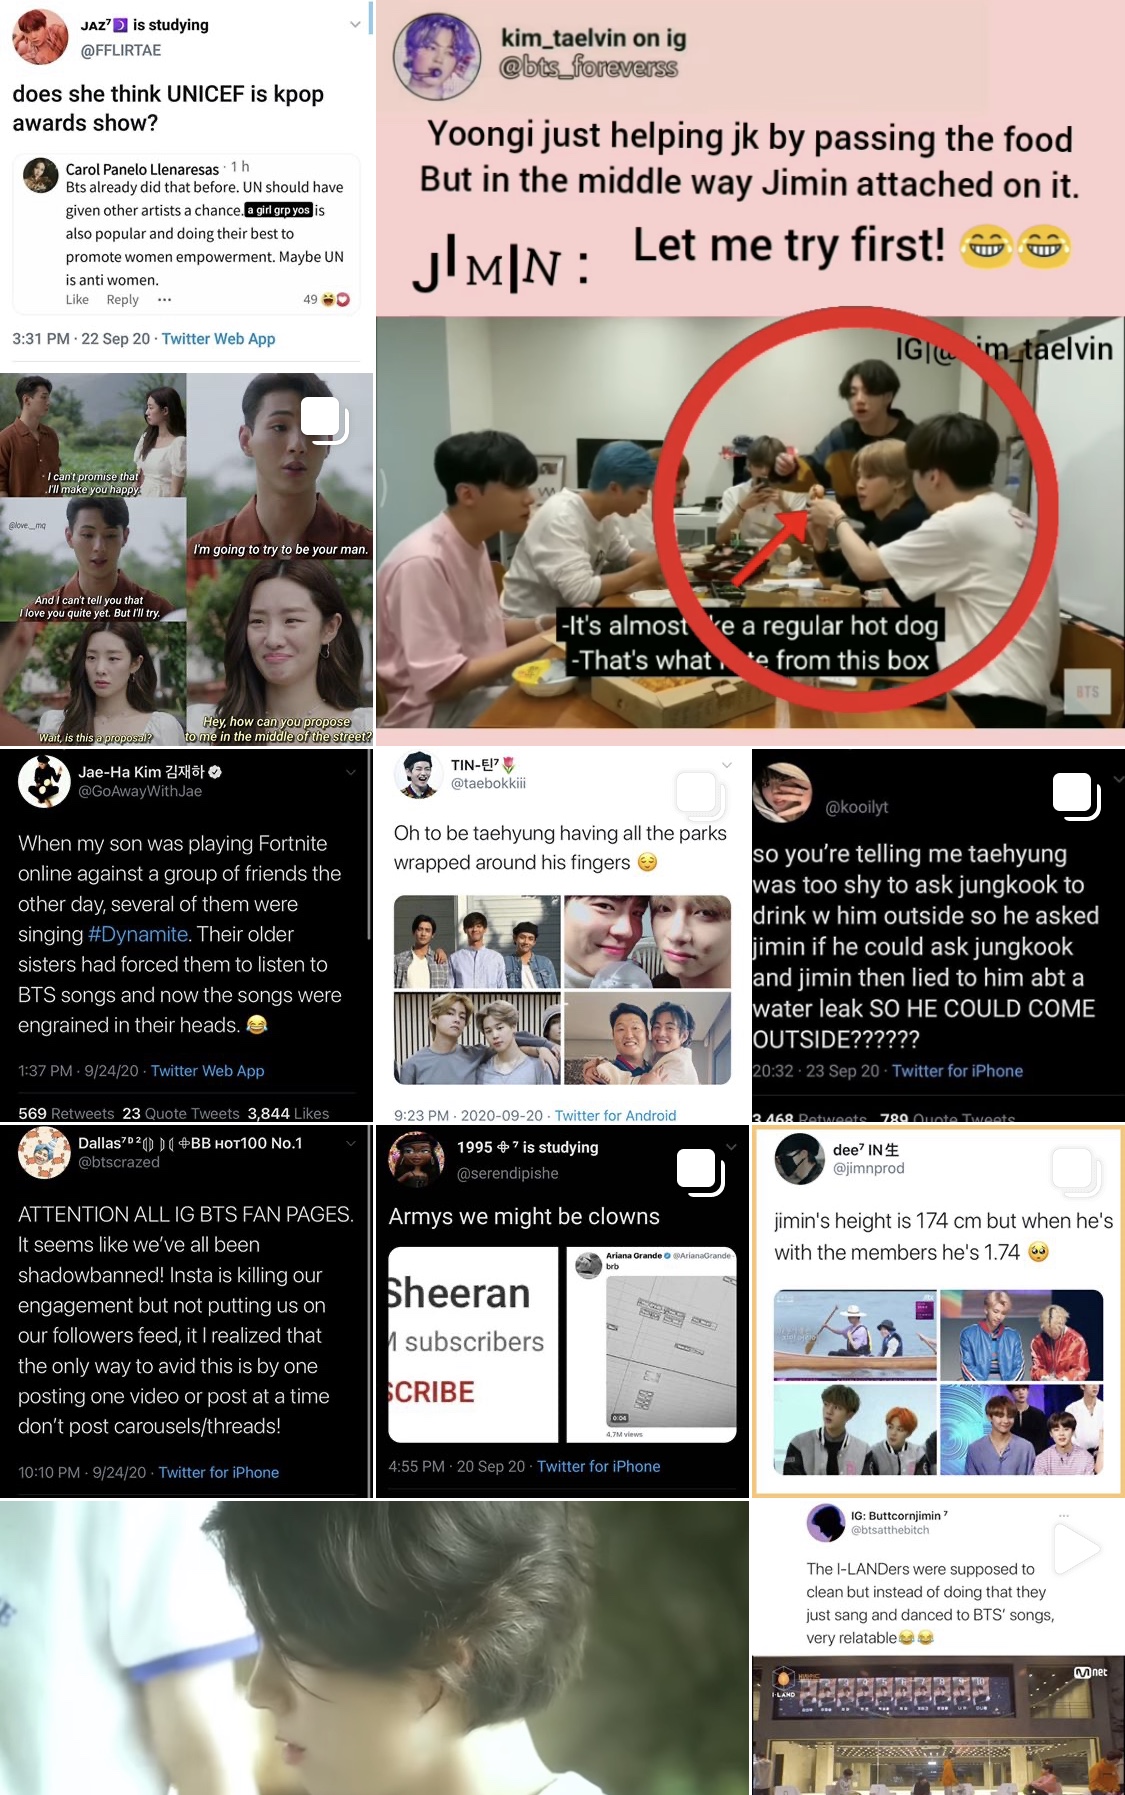 JAZ⁷ is studying
@FFLIRTAE
does she think UNICEF is kpop
awards show?
Carol Panelo Llenaresas · 1 h
Bts already did that before. UN should have
given other artists a chance. a girl grp yos is
also popular and doing their best to
promote women empowerment. Maybe UN
is anti women.
Like Reply ...
49
3:31 PM · 22 Sep 20 · Twitter Web App
kim_taelvin on ig
@bts_foreverss
Yoongi just helping jk by passing the food
But in the middle way Jimin attached on it.
JIMIN : Let me try first! 😂😂
-It's almost ke a regular hot dog
-That's what te from this box
BTS
- I can't promise that
I'll make you happy.
I'm going to try to be your man.
@love__mq
And I can't tell you that
I love you quite yet. But I'll try.
Wait, is this a proposal?
Hey, how can you propose
to me in the middle of the street?
Jae-Ha Kim 김재하
@GoAwayWithJae
When my son was playing Fortnite
online against a group of friends the
other day, several of them were
singing #Dynamite. Their older
sisters had forced them to listen to
BTS songs and now the songs were
engrained in their heads. 😂
1:37 PM · 9/24/20 · Twitter Web App
569 Retweets 23 Quote Tweets 3,844 Likes
TIN-틴⁷🌷
@taebokkiii
Oh to be taehyung having all the parks
wrapped around his fingers 😌
9:23 PM · 2020-09-20 · Twitter for Android
@kooilyt
so you're telling me taehyung
was too shy to ask jungkook to
drink w him outside so he asked
jimin if he could ask jungkook
and jimin then lied to him abt a
water leak SO HE COULD COME
OUTSIDE??????
20:32 · 23 Sep 20 · Twitter for iPhone
3,468 Retweets 789 Quote Tweets
Dallas⁷ BB HOT100 No.1
@btscrazed
ATTENTION ALL IG BTS FAN PAGES.
It seems like we've all been
shadowbanned! Insta is killing our
engagement but not putting us on
our followers feed, it I realized that
the only way to avid this is by one
posting one video or post at a time
don't post carousels/threads!
10:10 PM · 9/24/20 · Twitter for iPhone
1995 ⁷ is studying
@serendipishe
Armys we might be clowns
Sheeran
M subscribers
SCRIBE
Ariana Grande @ArianaGrande
brb
0:04
4.7M views
4:55 PM · 20 Sep 20 · Twitter for iPhone
dee⁷ IN生
@jimnprod
jimin's height is 174 cm but when he's
with the members he's 1.74 🥺
IG: Buttcornjimin ⁷
@btsatthebitch
The I-LANDers were supposed to
clean but instead of doing that they
just sang and danced to BTS' songs,
very relatable😂😂
I-LAND
Mnet